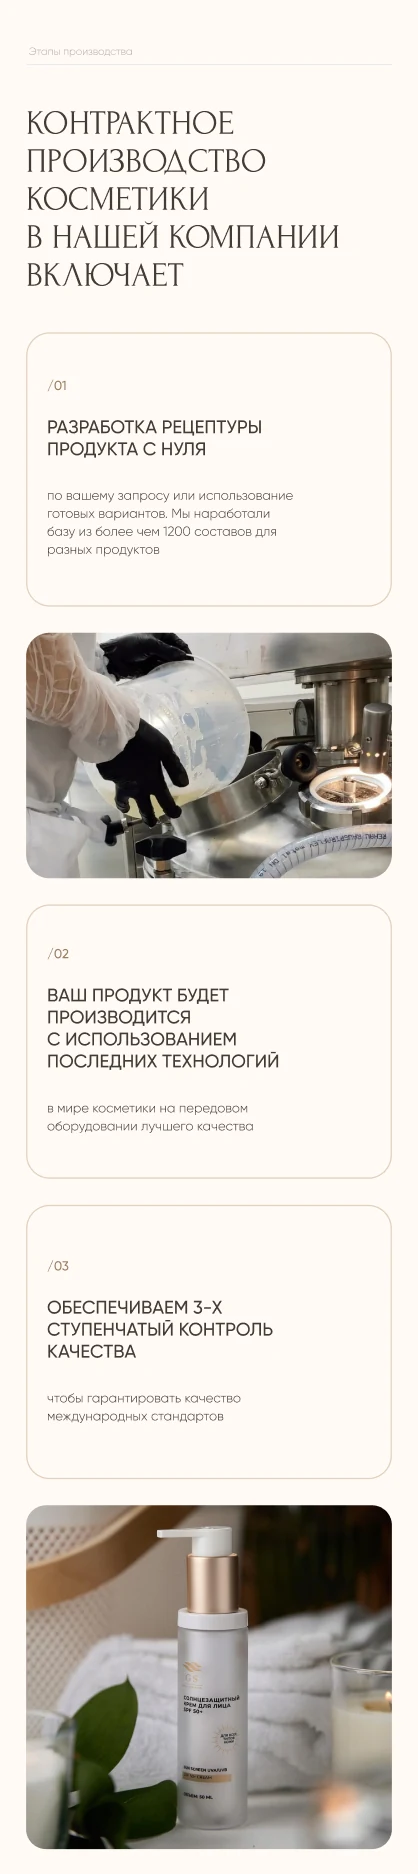 Этапы производства
КОНТРАКТНОЕ
ПРОИЗВОДСТВО
КОСМЕТИКИ
В НАШЕЙ КОМПАНИИ
ВКЛЮЧАЕТ
/01
РАЗРАБОТКА РЕЦЕПТУРЫ
ПРОДУКТА С НУЛЯ
по вашему запросу или использование
готовых вариантов. Мы наработали
базу из более чем 1200 составов для
разных продуктов
/02
ВАШ ПРОДУКТ БУДЕТ
ПРОИЗВОДИТСЯ
С ИСПОЛЬЗОВАНИЕМ
ПОСЛЕДНИХ ТЕХНОЛОГИЙ
в мире косметики на передовом
оборудовании лучшего качества
/03
ОБЕСПЕЧИВАЕМ 3-Х
СТУПЕНЧАТЫЙ КОНТРОЛЬ
КАЧЕСТВА
чтобы гарантировать качество
международных стандартов
СОЛНЦЕЗАЩИТНЫЙ
КРЕМ ДЛЯ ЛИЦА
SPF 50+
ОБЪЕМ 50 ML